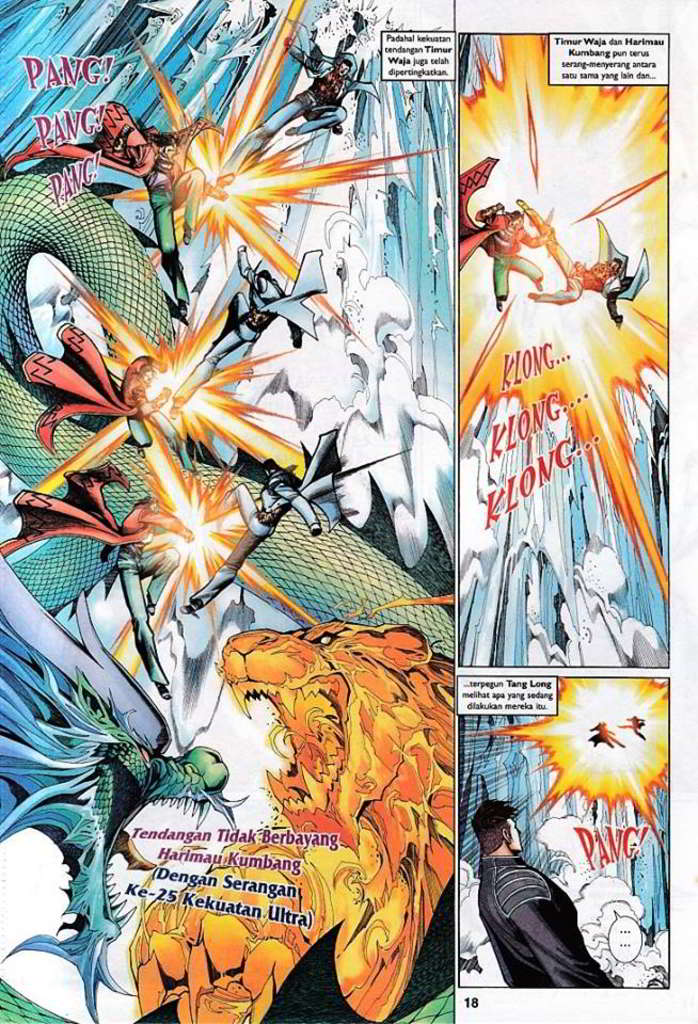 Padahal kekuatan
tendangan Timur
Waja juga telah
dipertingkatkan.
PANG!
PANG!
PANG!
Tendangan Tidak Berbayang
Harimau Kumbang
(Dengan Serangan
Ke-25 Kekuatan Ultra)
Timur Waja dan Harimau
Kumbang pun terus
serang-menyerang antara
satu sama yang lain dan...
KLONG...
KLONG....
KLONG...
...terpegun Tang Long
melihat apa yang sedang
dilakukan mereka itu.
PANG!
...
...
18